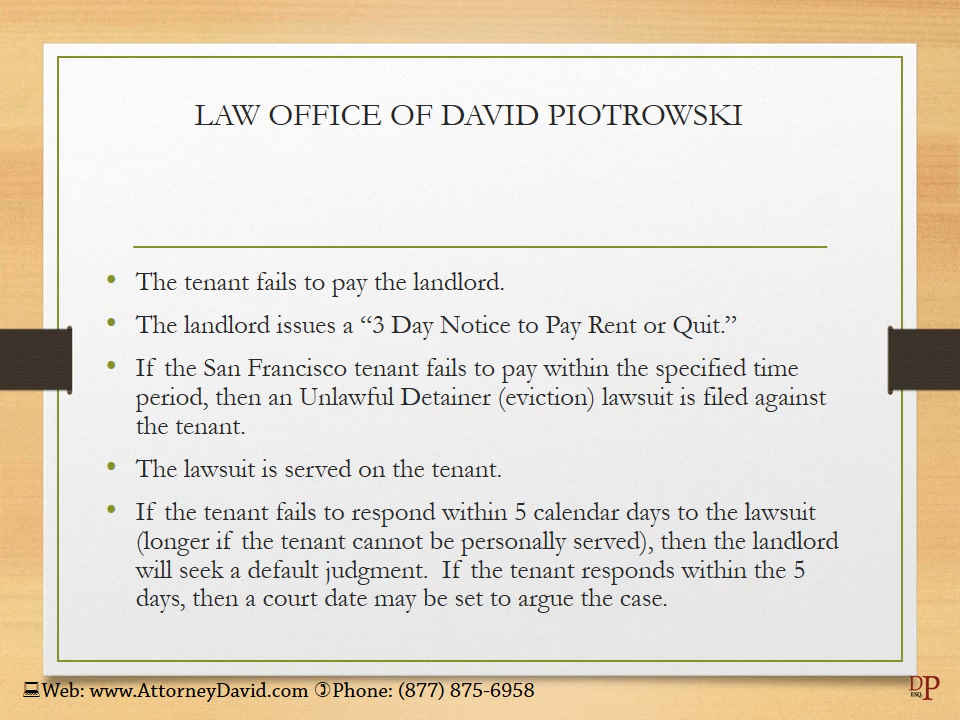 LAW OFFICE OF DAVID PIOTROWSKI
• The tenant fails to pay the landlord.
• The landlord issues a “3 Day Notice to Pay Rent or Quit.”
• If the San Francisco tenant fails to pay within the specified time
period, then an Unlawful Detainer (eviction) lawsuit is filed against
the tenant.
• The lawsuit is served on the tenant.
• If the tenant fails to respond within 5 calendar days to the lawsuit
(longer if the tenant cannot be personally served), then the landlord
will seek a default judgment. If the tenant responds within the 5
days, then a court date may be set to argue the case.
Web: www.AttorneyDavid.com Phone: (877) 875-6958
DP
ESQ.